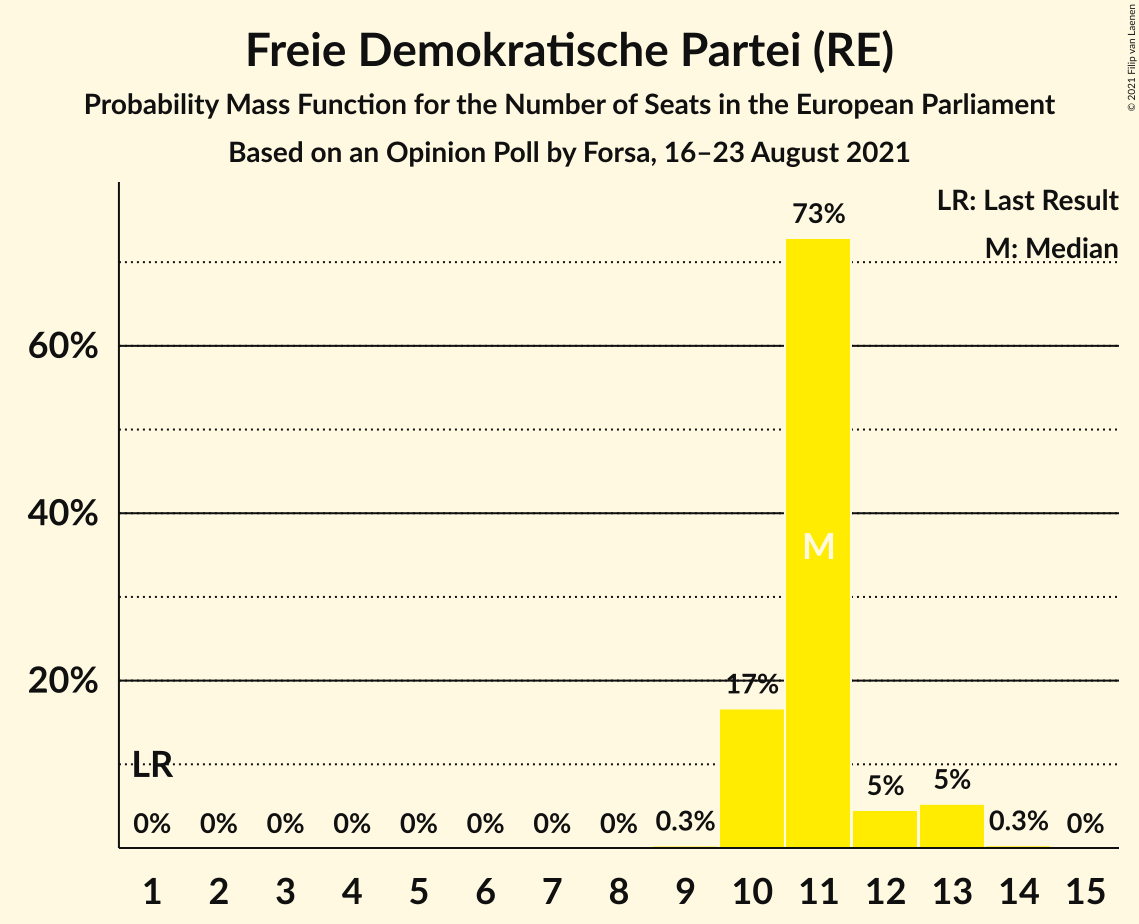 Freie Demokratische Partei (RE)
Probability Mass Function for the Number of Seats in the European Parliament
Based on an Opinion Poll by Forsa, 16–23 August 2021
© 2021 Filip van Laenen
LR: Last Result
M: Median
73%
60%
40%
M
20%
17%
LR
0% 0% 0% 0% 0% 0% 0% 0% 0.3% 5% 5% 0.3% 0%
1 2 3 4 5 6 7 8 9 10 11 12 13 14 15